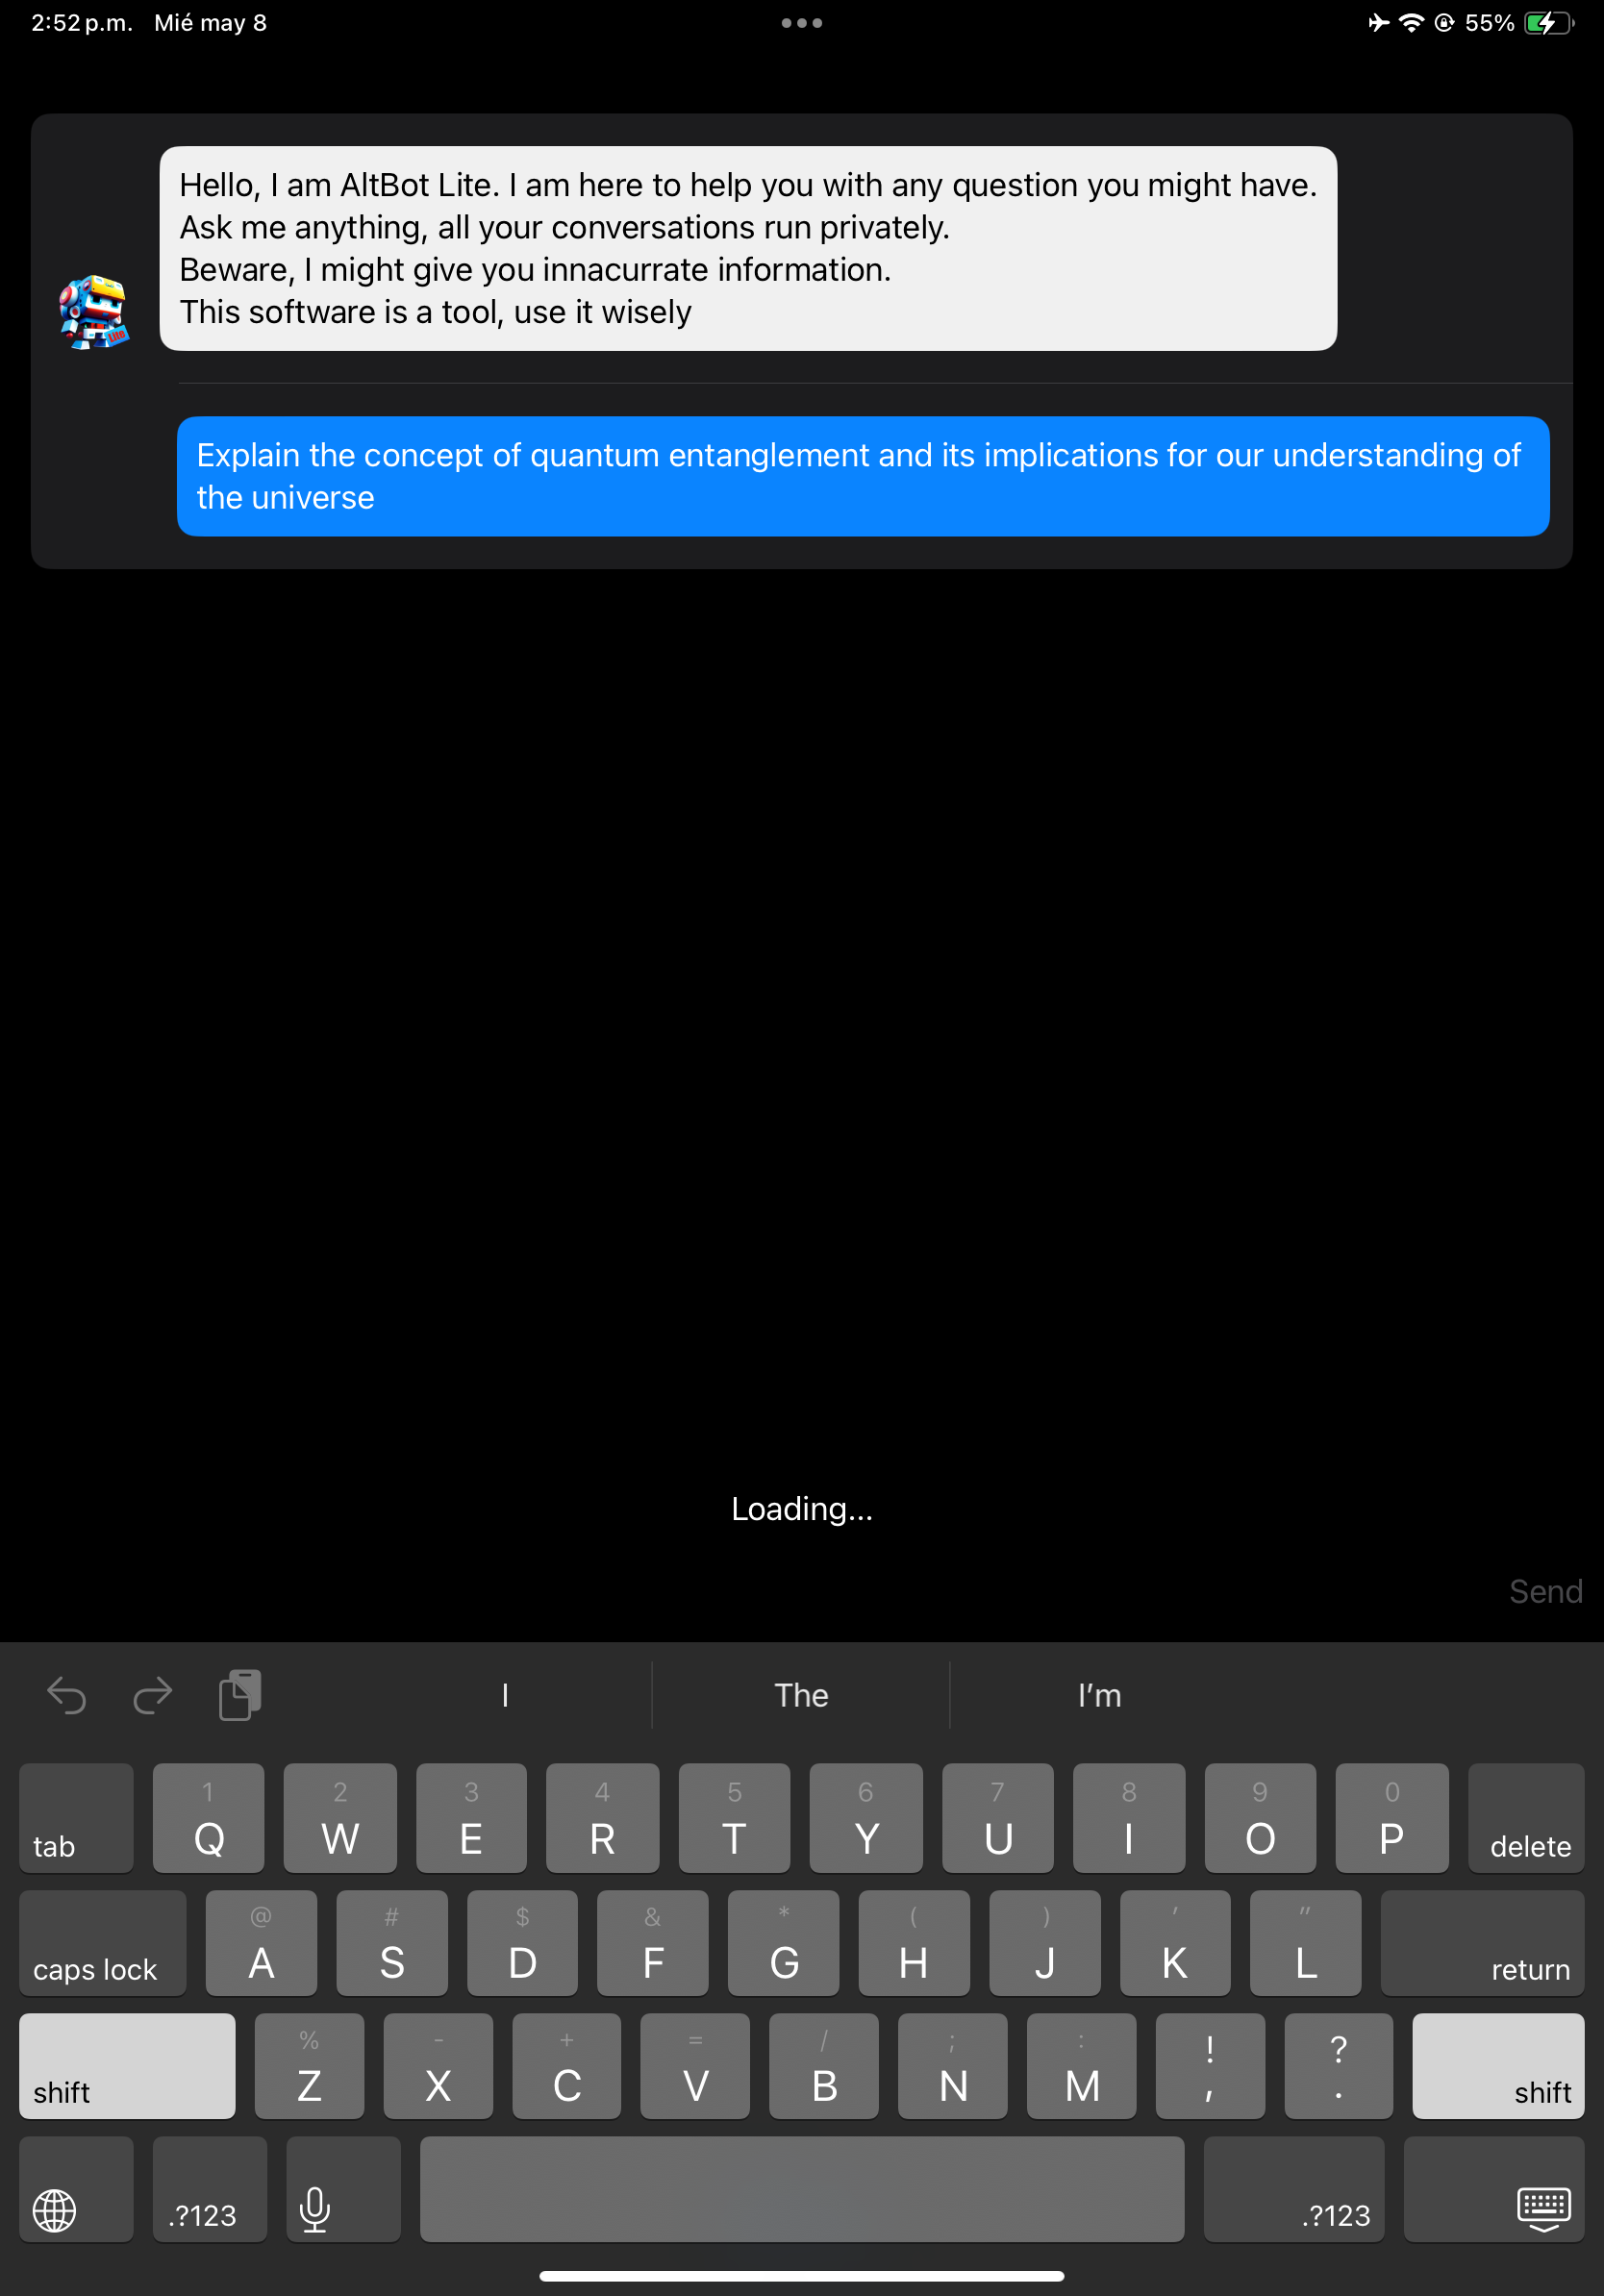 2:52 p.m. Mié may 8
55%
Hello, I am AltBot Lite. I am here to help you with any question you might have.
Ask me anything, all your conversations run privately.
Beware, I might give you innacurrate information.
This software is a tool, use it wisely
Lite
Explain the concept of quantum entanglement and its implications for our understanding of
the universe
Loading...
Send
I The I'm
1 2 3 4 5 6 7 8 9 0
tab Q W E R T Y U I O P delete
@ # $ & * ( ) ' "
caps lock A S D F G H J K L return
% - + = / ; : ! ?
shift Z X C V B N M , . shift
.?123 .?123